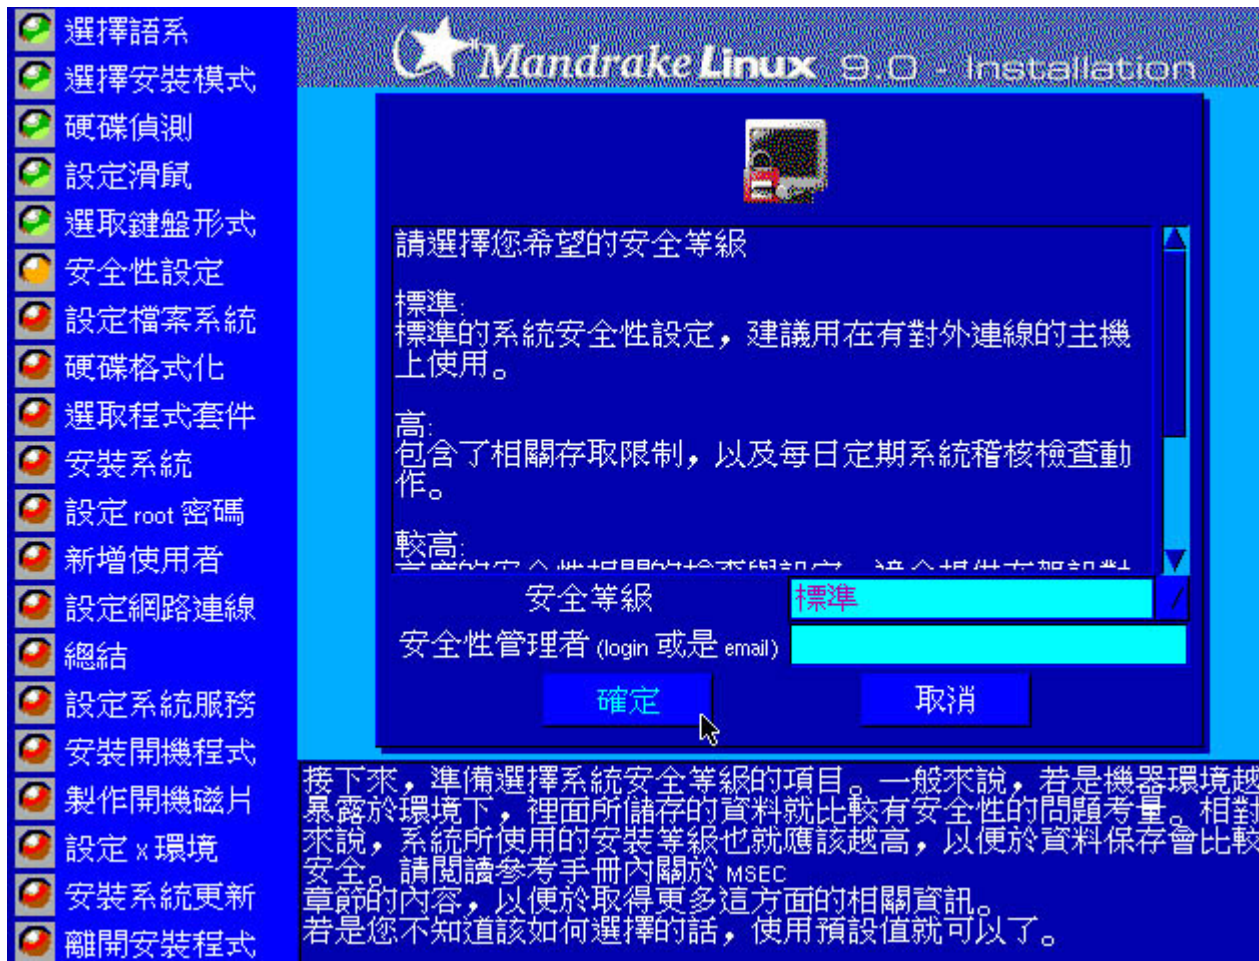 選擇語系
選擇安裝模式
硬碟偵測
設定滑鼠
選取鍵盤形式
安全性設定
設定檔案系統
硬碟格式化
選取程式套件
安裝系統
設定 root 密碼
新增使用者
設定網路連線
總結
設定系統服務
安裝開機程式
製作開機磁片
設定 x 環境
安裝系統更新
離開安裝程式
Mandrake Linux 9.0 - Installation
請選擇您希望的安全等級
標準:
標準的系統安全性設定，建議用在有對外連線的主機
上使用。
高:
包含了相關存取限制，以及每日定期系統稽核檢查動
作。
較高:
安全等級 標準
安全性管理者 (login 或是 email)
確定 取消
接下來，準備選擇系統安全等級的項目。一般來說，若是機器環境越
暴露於環境下，裡面所儲存的資料就比較有安全性的問題考量。相對
來說，系統所使用的安裝等級也就應該越高，以便於資料保存會比較
安全。請閱讀參考手冊內關於 MSEC
章節的內容，以便於取得更多這方面的相關資訊。
若是您不知道該如何選擇的話，使用預設值就可以了。